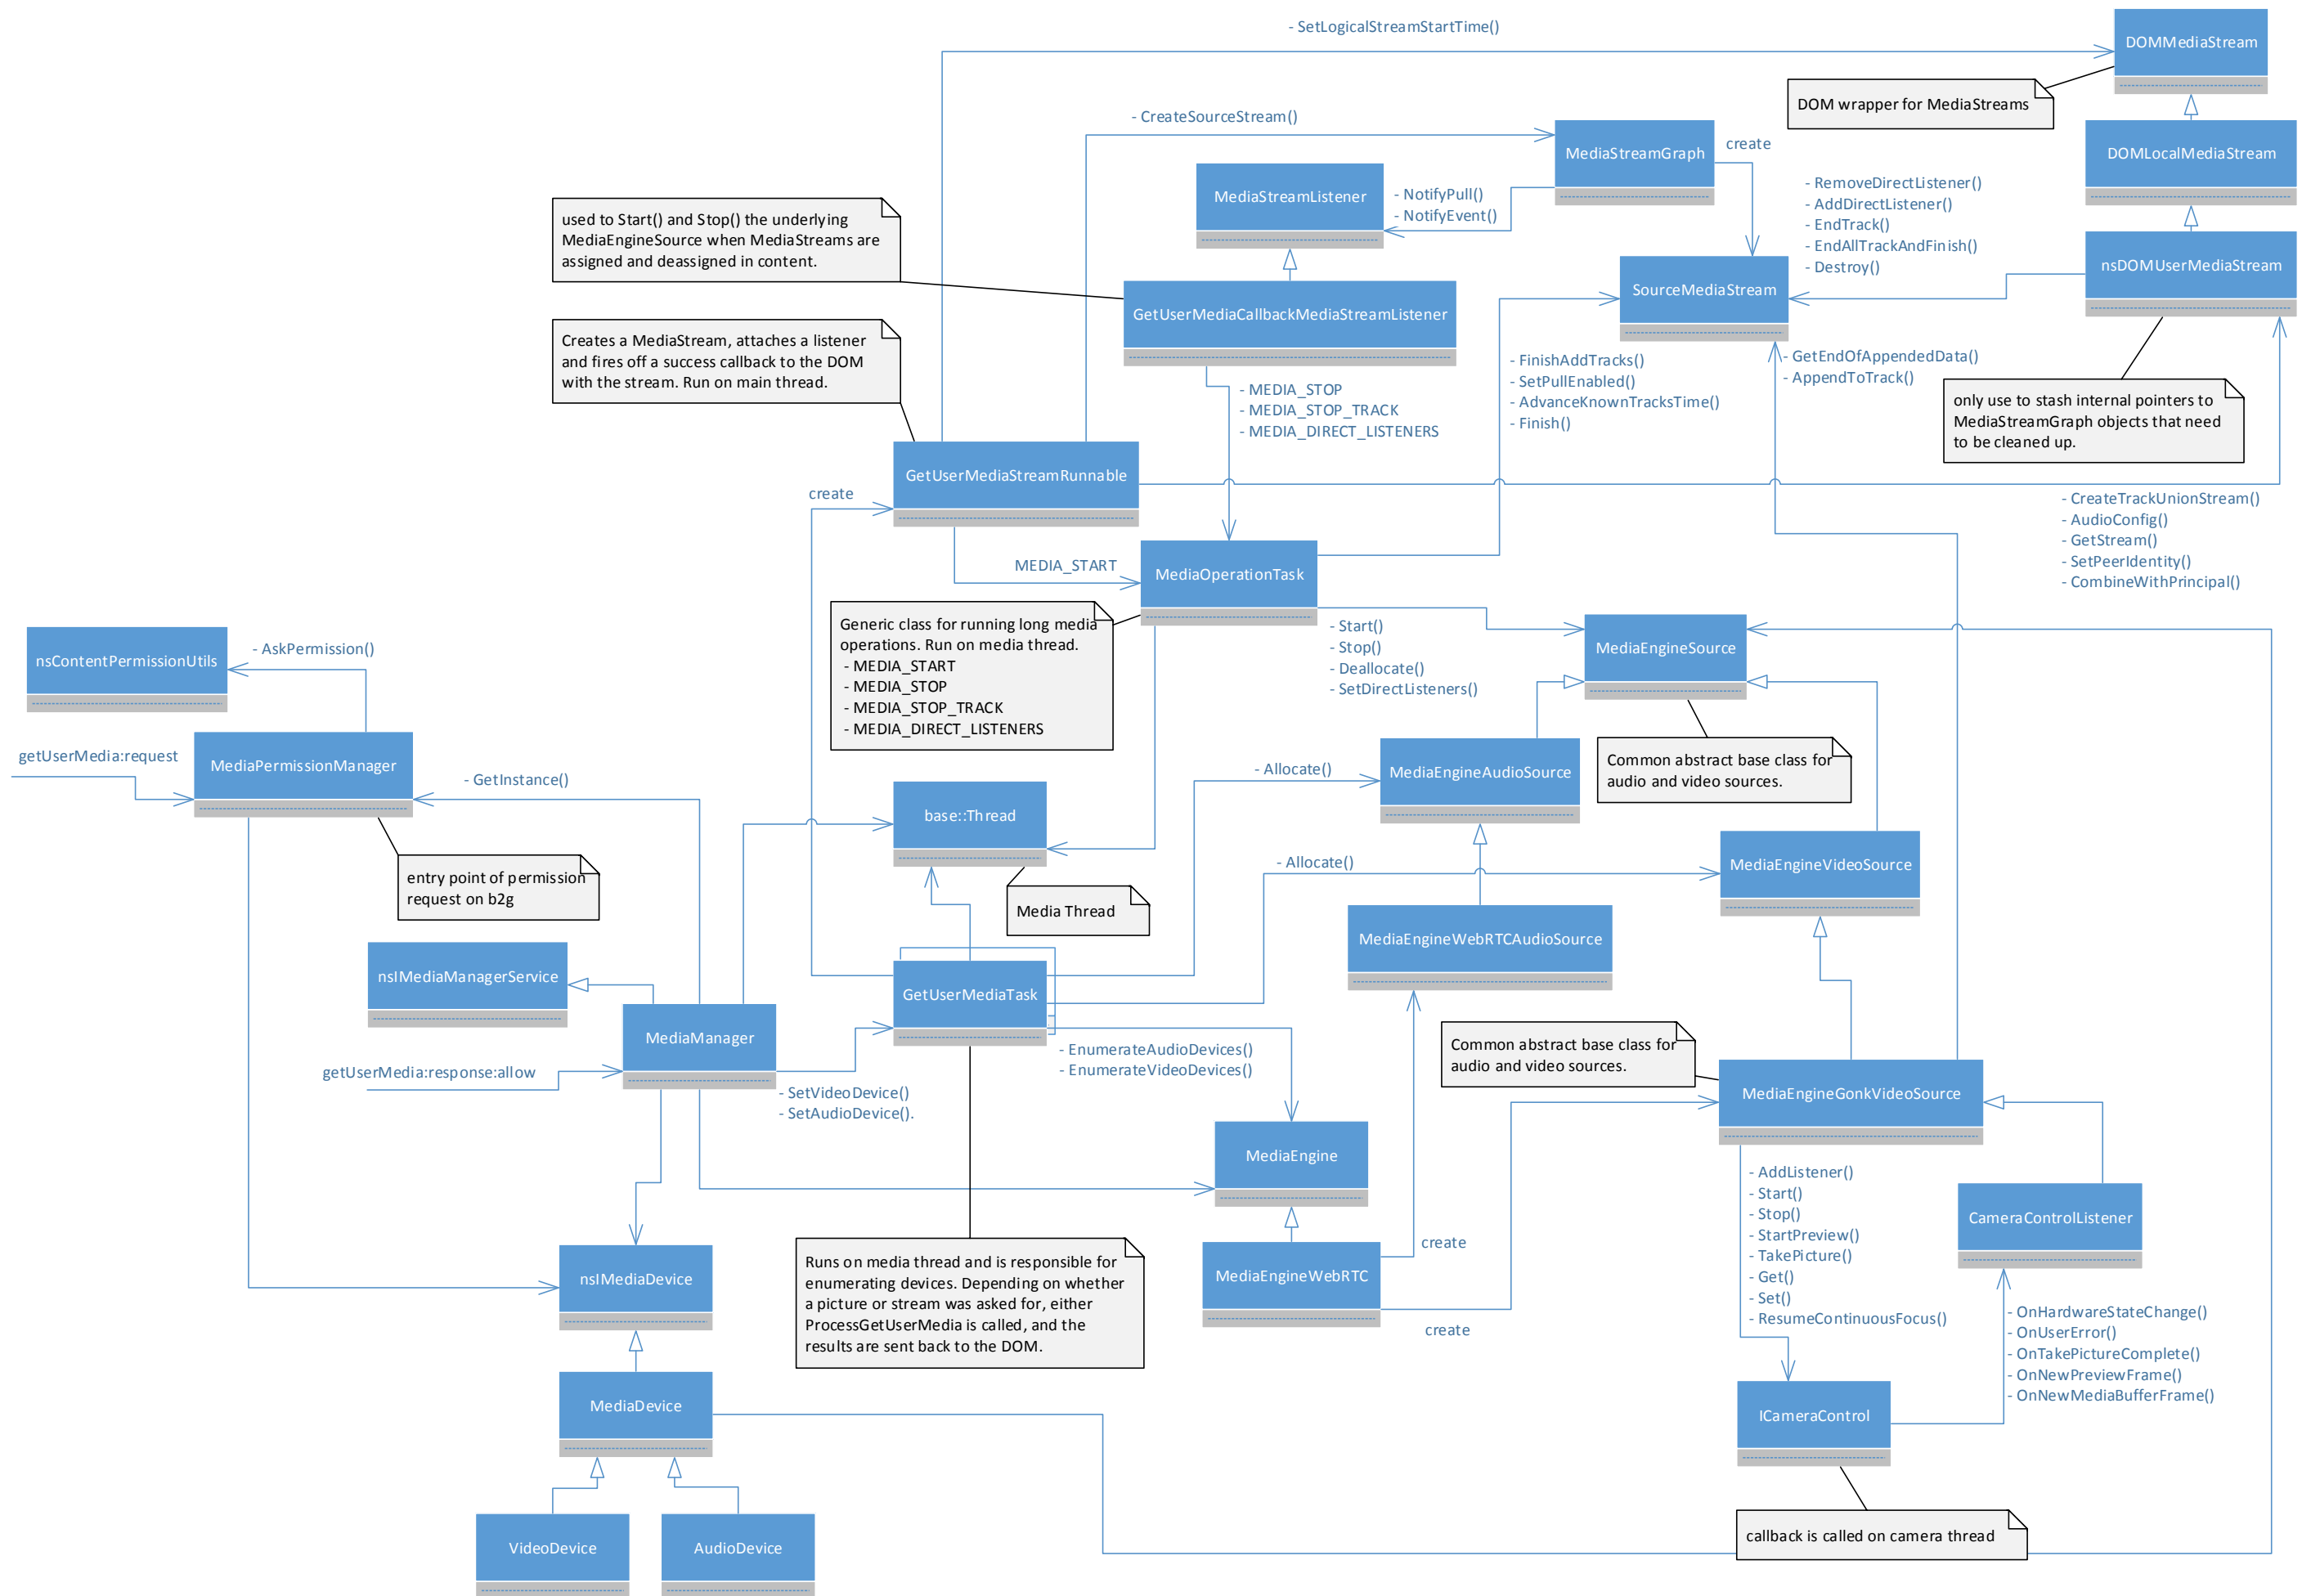 - SetLogicalStreamStartTime()
DOMMediaStream
DOM wrapper for MediaStreams
- CreateSourceStream()
MediaStreamGraph
create
DOMLocalMediaStream
MediaStreamListener
- NotifyPull()
- NotifyEvent()
- RemoveDirectListener()
- AddDirectListener()
- EndTrack()
- EndAllTrackAndFinish()
- Destroy()
used to Start() and Stop() the underlying
MediaEngineSource when MediaStreams are
assigned and deassigned in content.
nsDOMUserMediaStream
SourceMediaStream
GetUserMediaCallbackMediaStreamListener
Creates a MediaStream, attaches a listener
and fires off a success callback to the DOM
with the stream. Run on main thread.
- FinishAddTracks()
- SetPullEnabled()
- AdvanceKnownTracksTime()
- Finish()
- GetEndOfAppendedData()
- AppendToTrack()
- MEDIA_STOP
- MEDIA_STOP_TRACK
- MEDIA_DIRECT_LISTENERS
only use to stash internal pointers to
MediaStreamGraph objects that need
to be cleaned up.
GetUserMediaStreamRunnable
create
- CreateTrackUnionStream()
- AudioConfig()
- GetStream()
- SetPeerIdentity()
- CombineWithPrincipal()
MEDIA_START
MediaOperationTask
Generic class for running long media
operations. Run on media thread.
- MEDIA_START
- MEDIA_STOP
- MEDIA_STOP_TRACK
- MEDIA_DIRECT_LISTENERS
- Start()
- Stop()
- Deallocate()
- SetDirectListeners()
MediaEngineSource
nsContentPermissionUtils
- AskPermission()
getUserMedia:request
MediaPermissionManager
- GetInstance()
- Allocate()
MediaEngineAudioSource
Common abstract base class for
audio and video sources.
base::Thread
- Allocate()
MediaEngineVideoSource
entry point of permission
request on b2g
Media Thread
MediaEngineWebRTCAudioSource
nsIMediaManagerService
GetUserMediaTask
MediaManager
getUserMedia:response:allow
- SetVideoDevice()
- SetAudioDevice().
- EnumerateAudioDevices()
- EnumerateVideoDevices()
Common abstract base class for
audio and video sources.
MediaEngineGonkVideoSource
MediaEngine
- AddListener()
- Start()
- Stop()
- StartPreview()
- TakePicture()
- Get()
- Set()
- ResumeContinuousFocus()
CameraControlListener
create
MediaEngineWebRTC
create
Runs on media thread and is responsible for
enumerating devices. Depending on whether
a picture or stream was asked for, either
ProcessGetUserMedia is called, and the
results are sent back to the DOM.
nsIMediaDevice
- OnHardwareStateChange()
- OnUserError()
- OnTakePictureComplete()
- OnNewPreviewFrame()
- OnNewMediaBufferFrame()
MediaDevice
ICameraControl
callback is called on camera thread
VideoDevice
AudioDevice